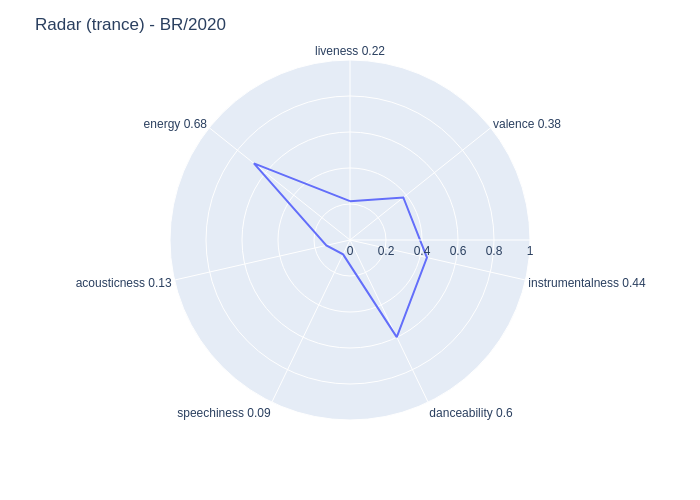 Radar (trance) - BR/2020
liveness 0.22
energy 0.68
valence 0.38
0 0.2 0.4 0.6 0.8 1
acousticness 0.13
instrumentalness 0.44
speechiness 0.09
danceability 0.6